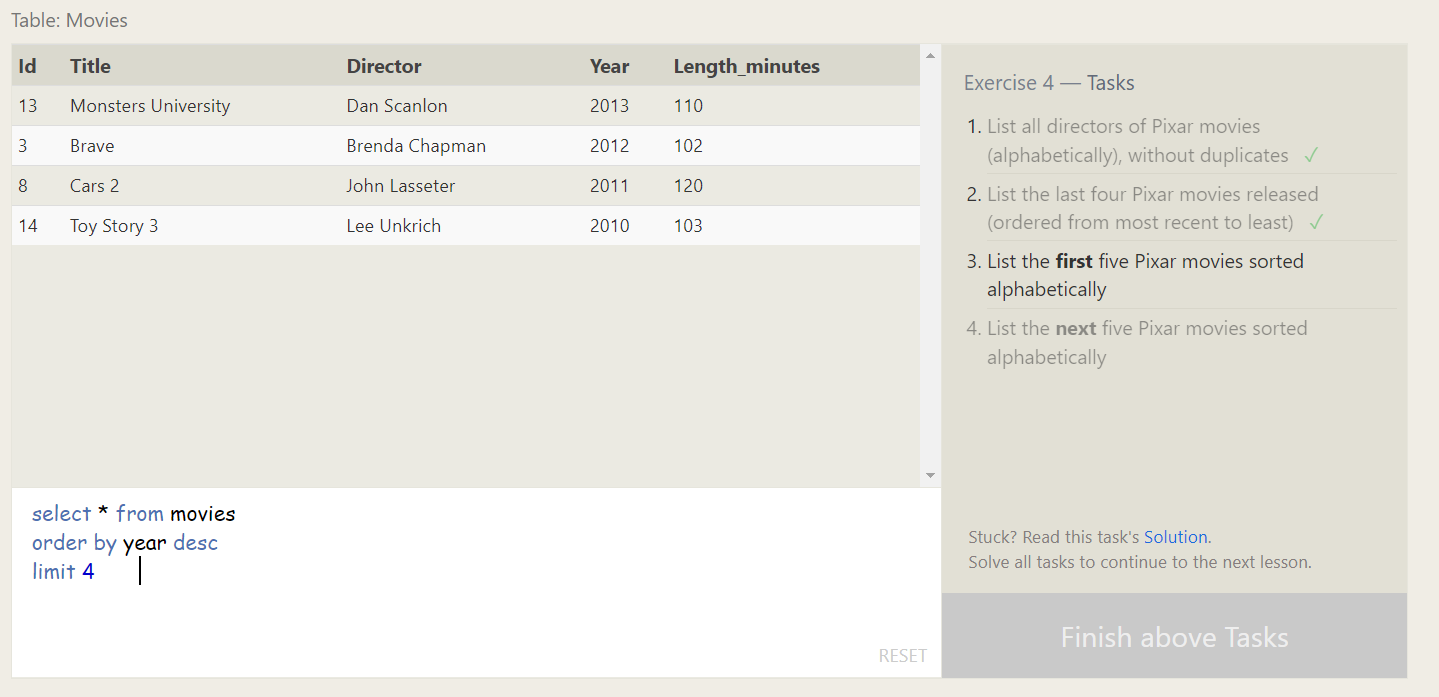 Table: Movies
Id Title Director Year Length_minutes
13 Monsters University Dan Scanlon 2013 110
3 Brave Brenda Chapman 2012 102
8 Cars 2 John Lasseter 2011 120
14 Toy Story 3 Lee Unkrich 2010 103
select * from movies
order by year desc
limit 4
RESET
Exercise 4 — Tasks
1. List all directors of Pixar movies
(alphabetically), without duplicates ✓
2. List the last four Pixar movies released
(ordered from most recent to least) ✓
3. List the first five Pixar movies sorted
alphabetically
4. List the next five Pixar movies sorted
alphabetically
Stuck? Read this task's Solution.
Solve all tasks to continue to the next lesson.
Finish above Tasks